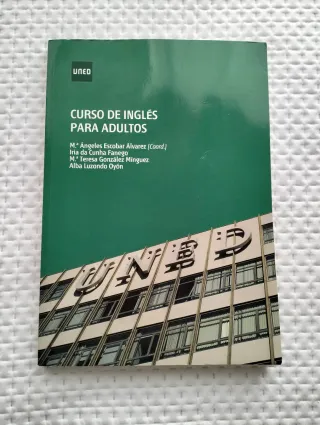 UNED
CURSO DE INGLÉS
PARA ADULTOS
M.ª Ángeles Escobar Álvarez (Coord.)
Iria da Cunha Fanego
M.ª Teresa González Mínguez
Alba Luzondo Oyón
UNED